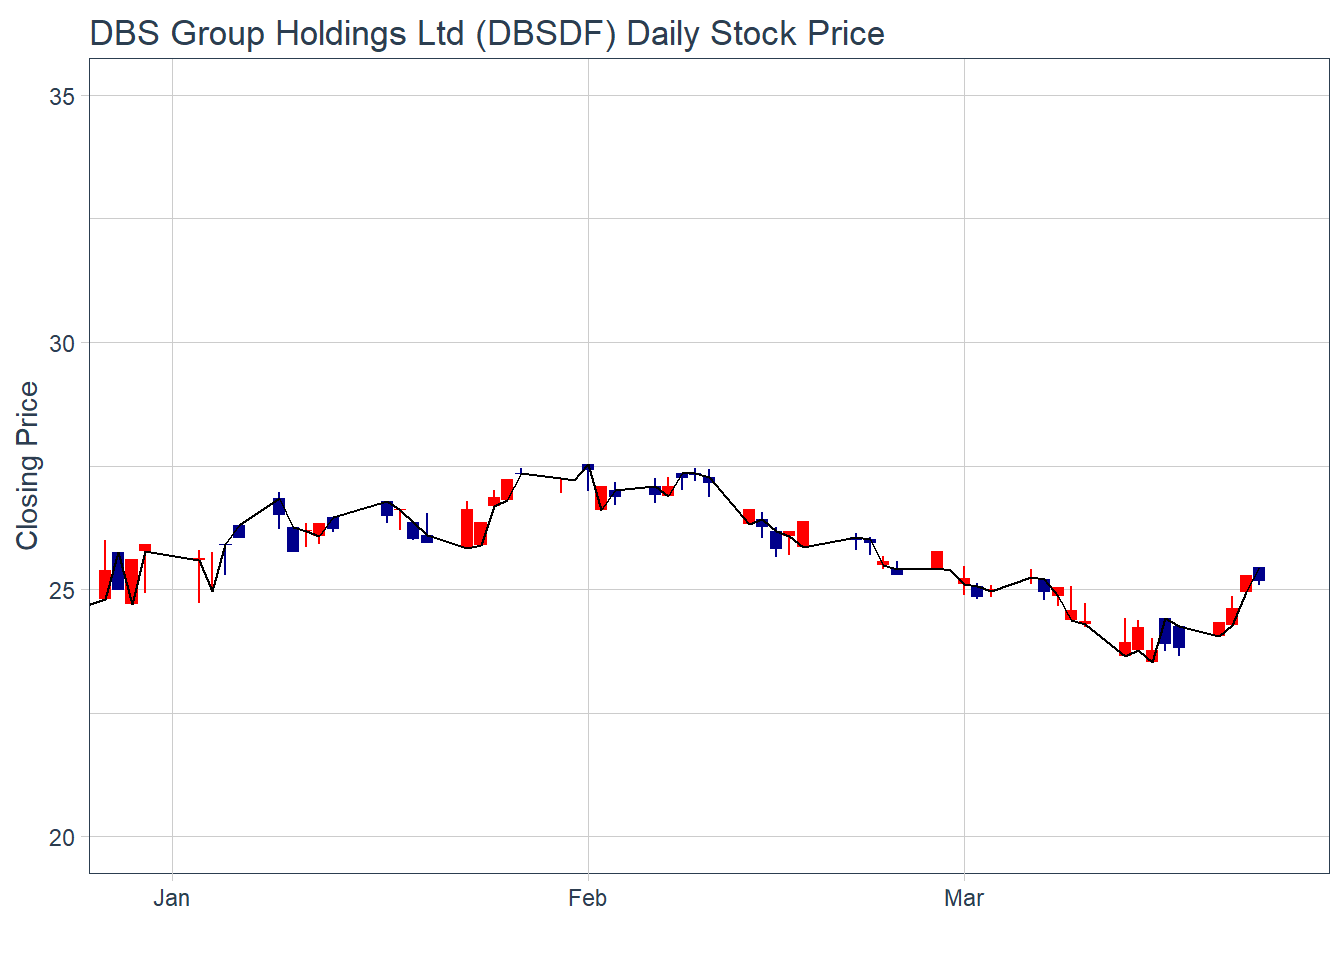 DBS Group Holdings Ltd (DBSDF) Daily Stock Price
35
30
25
20
Closing Price
Jan
Feb
Mar